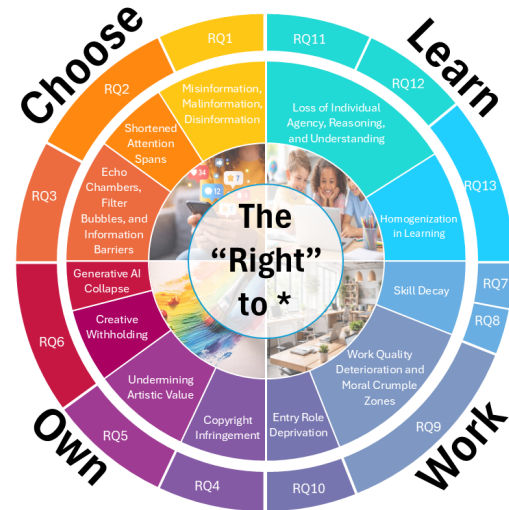 Choose
Learn
Own
Work
RQ1
RQ11
RQ12
RQ13
RQ7
RQ8
RQ9
RQ10
RQ4
RQ5
RQ6
RQ3
RQ2
Misinformation,
Malinformation,
Disinformation
Loss of Individual
Agency, Reasoning,
and Understanding
Homogenization
in Learning
Skill Decay
Work Quality
Deterioration and
Moral Crumple
Zones
Entry Role
Deprivation
Copyright
Infringement
Undermining
Artistic Value
Creative
Withholding
Generative AI
Collapse
Echo
Chambers,
Filter
Bubbles, and
Information
Barriers
Shortened
Attention
Spans
34
7
12
The
“Right”
to *